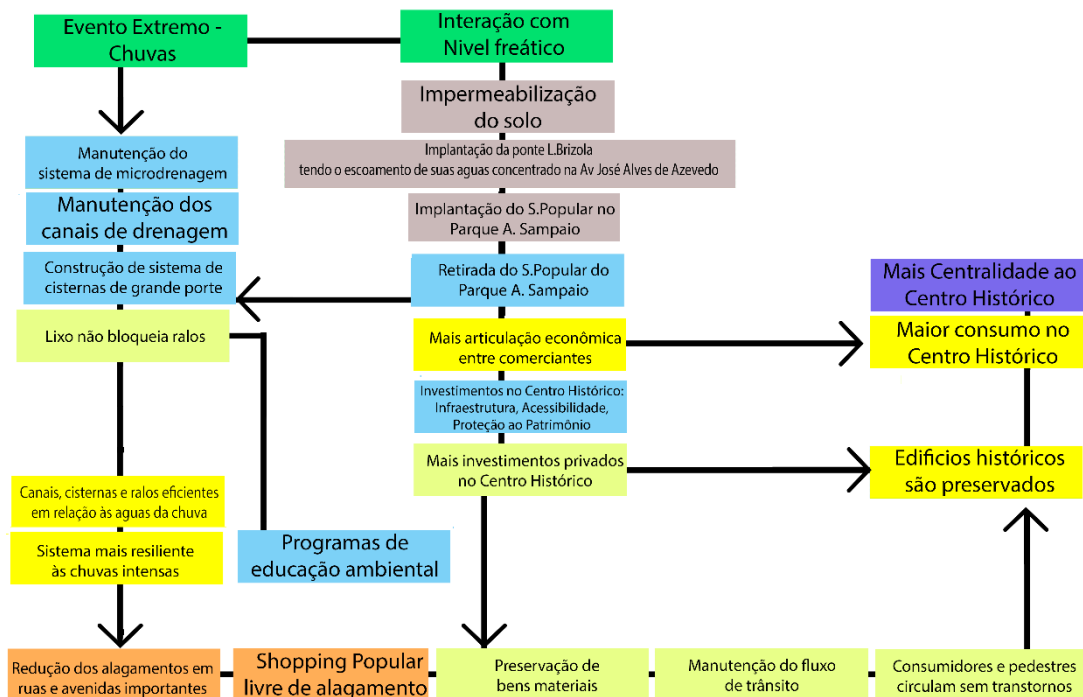 Evento Extremo -
Chuvas
Interação com
Nivel freático
Impermeabilização
do solo
Implantação da ponte L.Brizola
tendo o escoamento de suas aguas concentrado na Av José Alves de Azevedo
Implantação do S.Popular no
Parque A. Sampaio
Manutenção do
sistema de microdrenagem
Manutenção dos
canais de drenagem
Construção de sistema de
cisternas de grande porte
Lixo não bloqueia ralos
Retirada do S.Popular do
Parque A. Sampaio
Mais articulação econômica
entre comerciantes
Investimentos no Centro Histórico:
Infraestrutura, Acessibilidade,
Proteção ao Patrimônio
Mais investimentos privados
no Centro Histórico
Mais Centralidade ao
Centro Histórico
Maior consumo no
Centro Histórico
Edificios históricos
são preservados
Canais, cisternas e ralos eficientes
em relação às aguas da chuva
Sistema mais resiliente
às chuvas intensas
Programas de
educação ambiental
Redução dos alagamentos em
ruas e avenidas importantes
Shopping Popular
livre de alagamento
Preservação de
bens materiais
Manutenção do fluxo
de trânsito
Consumidores e pedestres
circulam sem transtornos